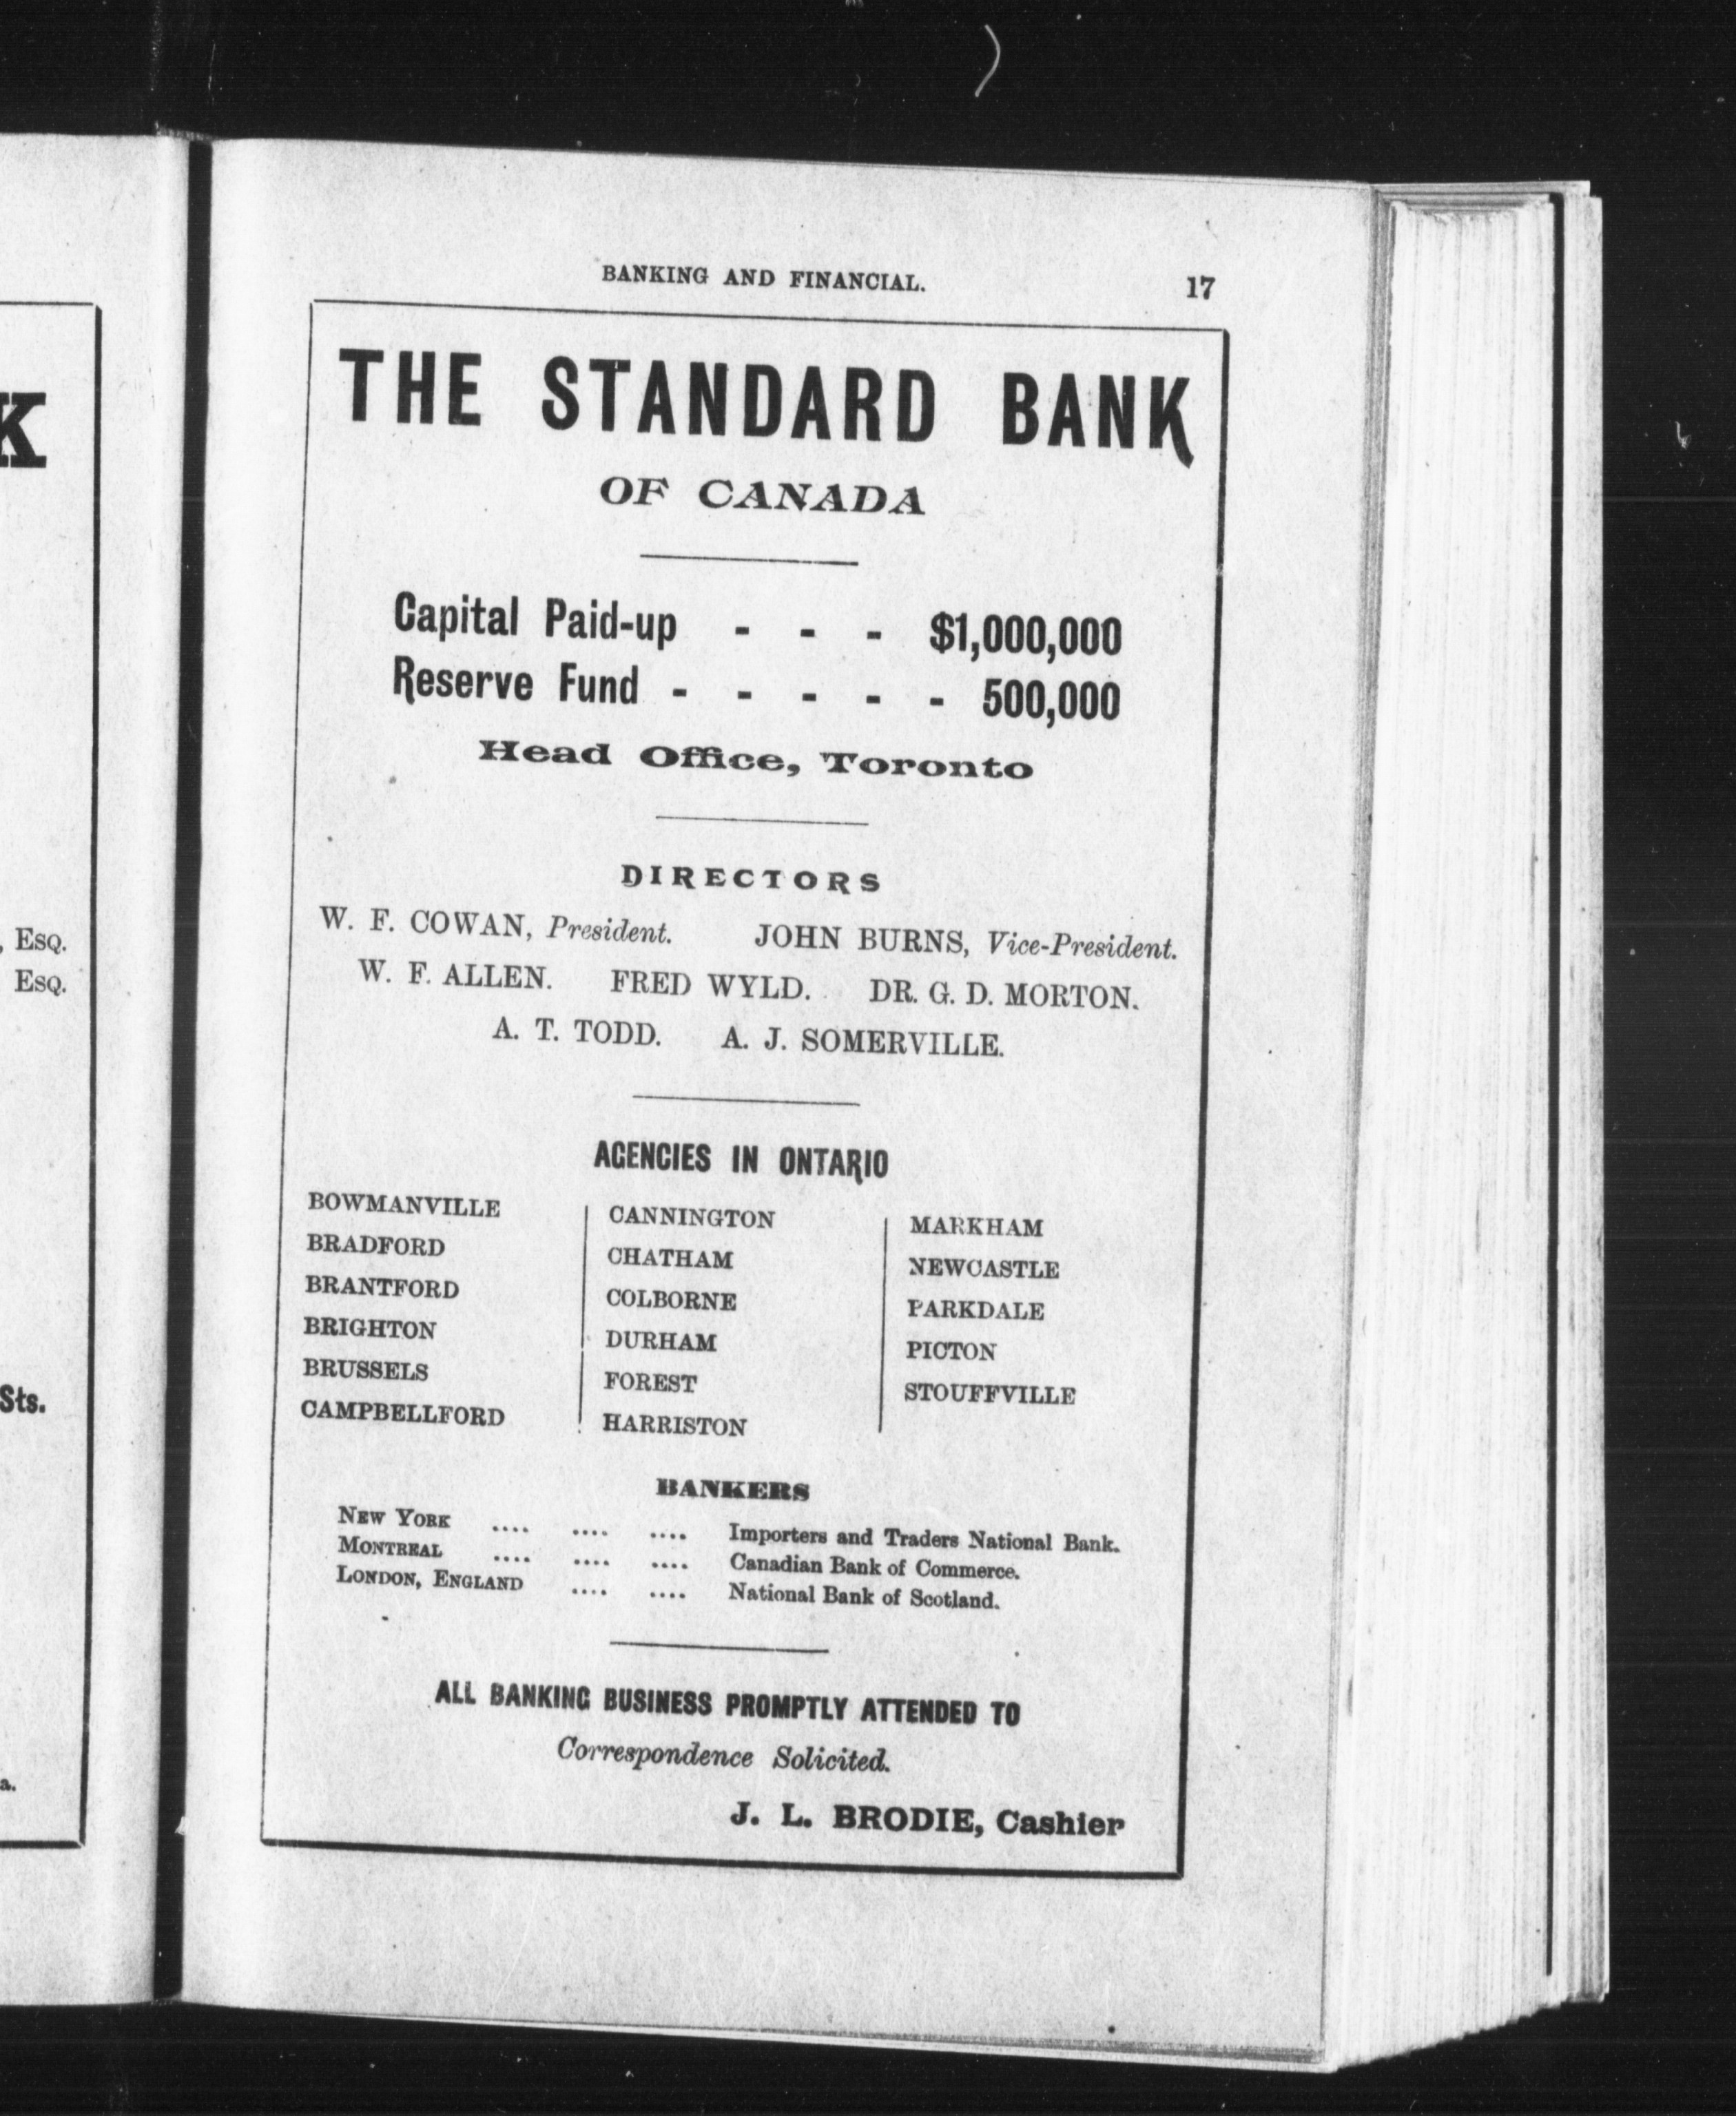 BANKING AND FINANCIAL. 17
THE STANDARD BANK
OF CANADA
Capital Paid-up - - - $1,000,000
Reserve Fund - - - - - 500,000
Head Office, Toronto
DIRECTORS
W. F. COWAN, President. JOHN BURNS, Vice-President.
W. F. ALLEN. FRED WYLD. DR. G. D. MORTON.
A. T. TODD. A. J. SOMERVILLE.
AGENCIES IN ONTARIO
BOWMANVILLE
BRADFORD
BRANTFORD
BRIGHTON
BRUSSELS
CAMPBELLFORD
CANNINGTON
CHATHAM
COLBORNE
DURHAM
FOREST
HARRISTON
MARKHAM
NEWCASTLE
PARKDALE
PICTON
STOUFFVILLE
BANKERS
NEW YORK .... .... .... Importers and Traders National Bank.
MONTREAL .... .... .... Canadian Bank of Commerce.
LONDON, ENGLAND .... .... National Bank of Scotland.
ALL BANKING BUSINESS PROMPTLY ATTENDED TO
Correspondence Solicited.
J. L. BRODIE, Cashier
K
, ESQ.
ESQ.
Sts.
a.